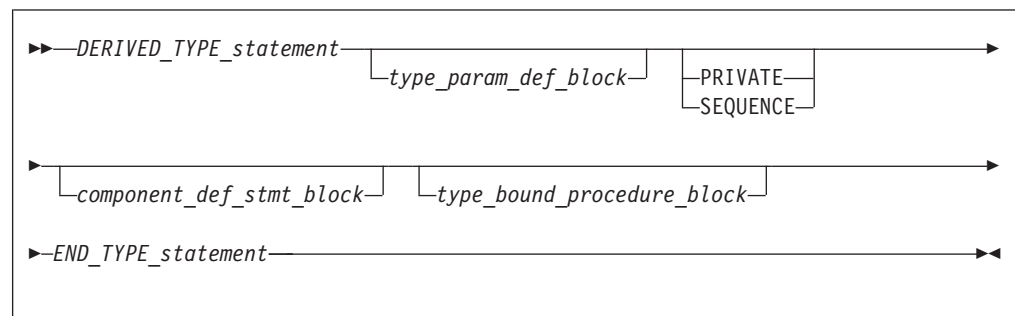 DERIVED_TYPE_statement
type_param_def_block
PRIVATE
SEQUENCE
component_def_stmt_block
type_bound_procedure_block
END_TYPE_statement